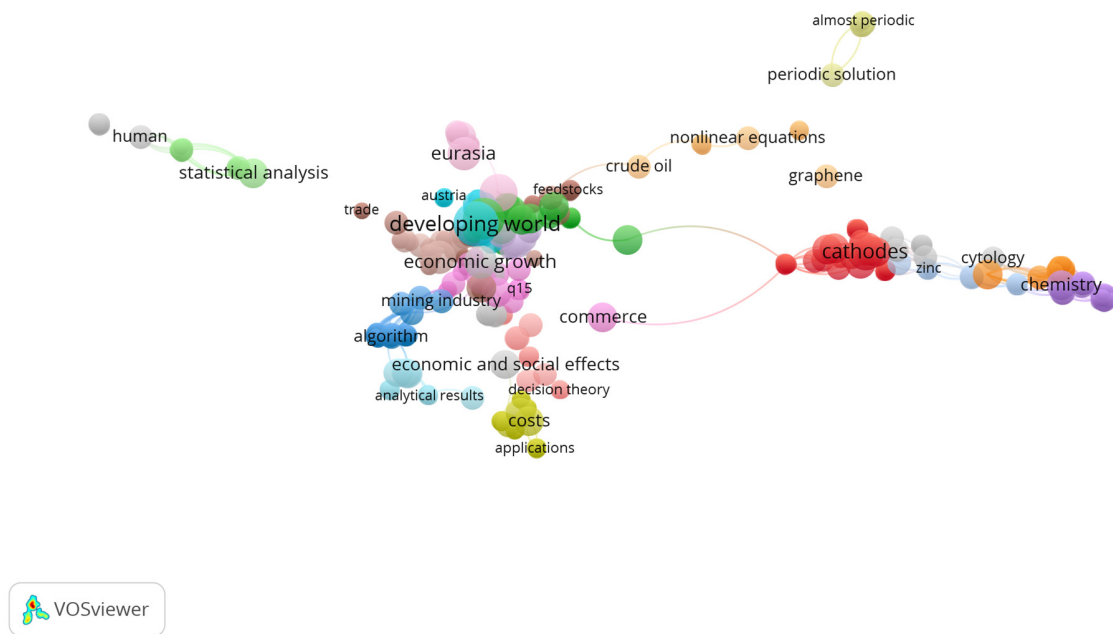 almost periodic
periodic solution
human
nonlinear equations
eurasia
crude oil
statistical analysis
graphene
austria
feedstocks
trade
developing world
cathodes
economic growth
cytology
zinc
chemistry
q15
mining industry
commerce
algorithm
economic and social effects
decision theory
analytical results
costs
applications
VOSviewer